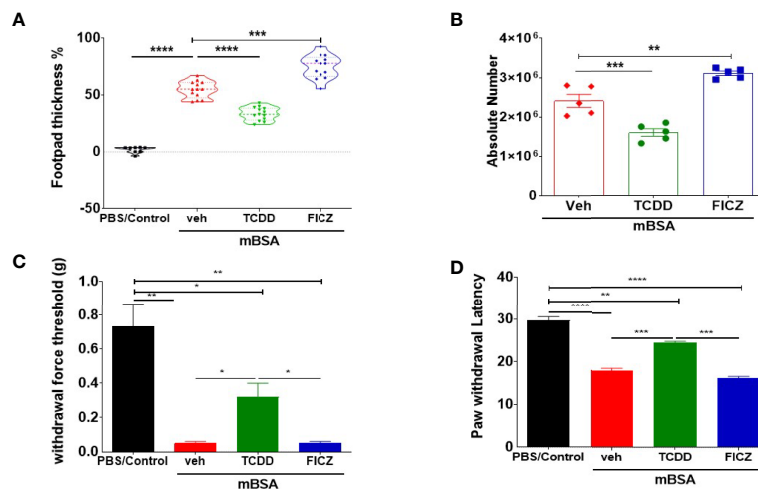 A
Footpad thickness %
100
50
0
-50
****
****
***
PBS/Control veh TCDD FICZ
mBSA
B
Absolute Number
4×10⁶
3×10⁶
2×10⁶
1×10⁶
0
***
**
Veh TCDD FICZ
mBSA
C
withdrawal force threshold (g)
1.0
0.8
0.6
0.4
0.2
0.0
**
*
**
*
*
PBS/Control veh TCDD FICZ
mBSA
D
Paw withdrawal Latency
40
30
20
10
0
****
**
****
***
***
PBS/Control veh TCDD FICZ
mBSA